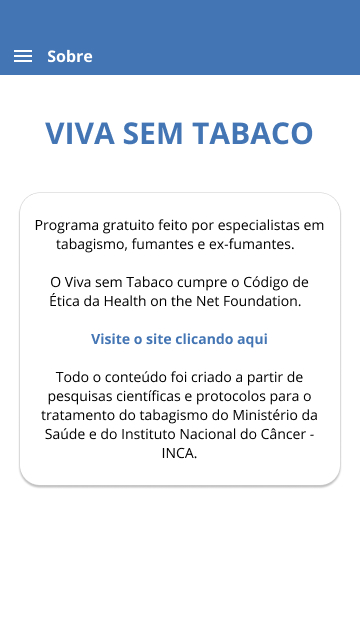 Sobre
VIVA SEM TABACO
Programa gratuito feito por especialistas em
tabagismo, fumantes e ex-fumantes.
O Viva sem Tabaco cumpre o Código de
Ética da Health on the Net Foundation.
Visite o site clicando aqui
Todo o conteúdo foi criado a partir de
pesquisas científicas e protocolos para o
tratamento do tabagismo do Ministério da
Saúde e do Instituto Nacional do Câncer -
INCA.